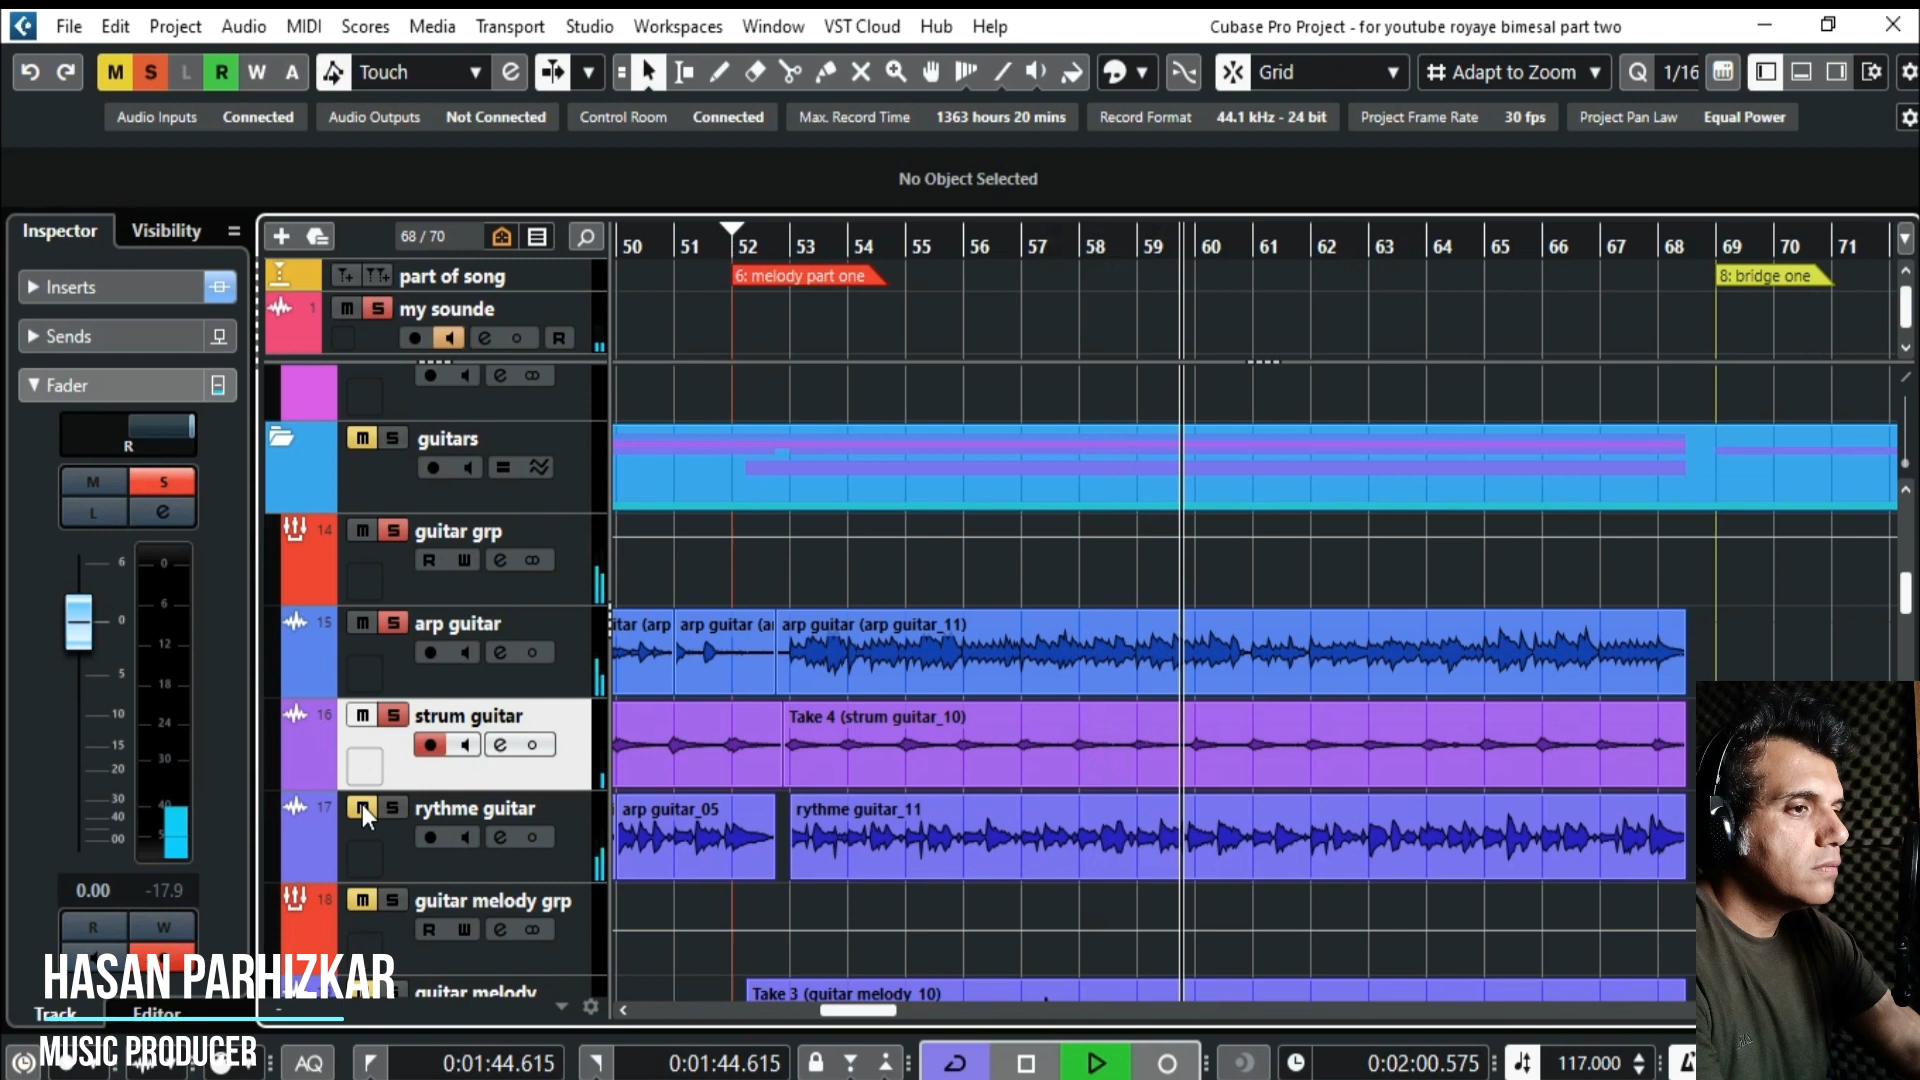 File Edit Project Audio MIDI Scores Media Transport Studio Workspaces Window VST Cloud Hub Help
Cubase Pro Project - for youtube royaye bimesal part two
M S L R W A Touch Grid Adapt to Zoom Q 1/16
Audio Inputs Connected Audio Outputs Not Connected Control Room Connected Max. Record Time 1363 hours 20 mins Record Format 44.1 kHz - 24 bit Project Frame Rate 30 fps Project Pan Law Equal Power
No Object Selected
Inspector Visibility
68 / 70
50 51 52 53 54 55 56 57 58 59 60 61 62 63 64 65 66 67 68 69 70 71
Inserts
Sends
Fader
R
M S
L e
6 0
0 6
12
5 18
10 24
15
20 30
30 40
40
00
0.00 -17.9
R W
part of song
6: melody part one
8: bridge one
1 m S my sounde
R
m S guitars
14 m S guitar grp
R W
15 m S arp guitar
arp guitar (arp guitar_11)
16 m S strum guitar
Take 4 (strum guitar_10)
17 m S rythme guitar
arp guitar_05
rythme guitar_11
18 m S guitar melody grp
R W
guitar melody
Take 3 (guitar melody 10)
HASAN PARHIZKAR
Track Editor
MUSIC PRODUCER
AQ 0:01:44.615 0:01:44.615 0:02:00.575 117.000